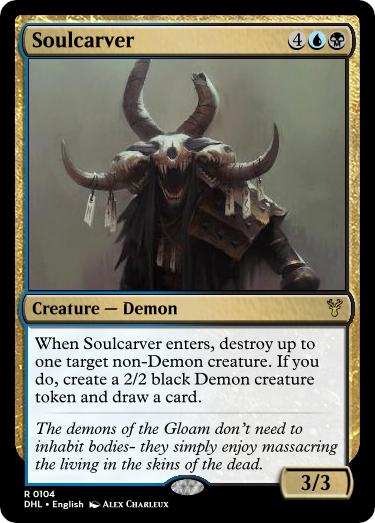 Soulcarver 4
Creature — Demon
When Soulcarver enters, destroy up to
one target non-Demon creature. If you
do, create a 2/2 black Demon creature
token and draw a card.
The demons of the Gloam don't need to
inhabit bodies- they simply enjoy massacring
the living in the skins of the dead.
3/3
R 0104
DHL • English Alex Charleux